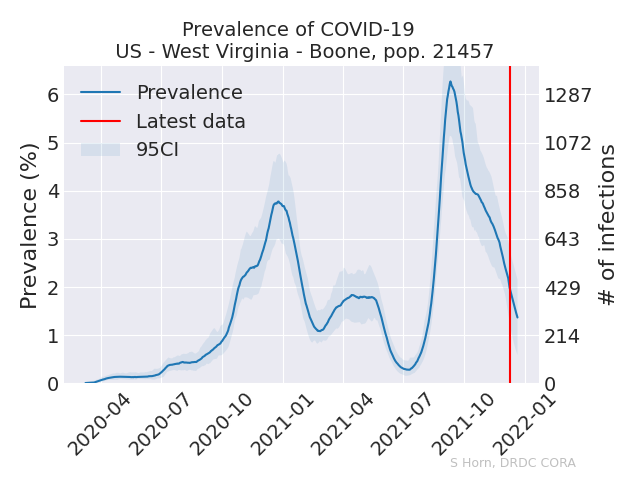 Prevalence of COVID-19
US - West Virginia - Boone, pop. 21457
Prevalence
Latest data
95CI
Prevalence (%)
6
5
4
3
2
1
0
1287
1072
858
643
429
214
0
# of infections
2020-04
2020-07
2020-10
2021-01
2021-04
2021-07
2021-10
2022-01
S Horn, DRDC CORA